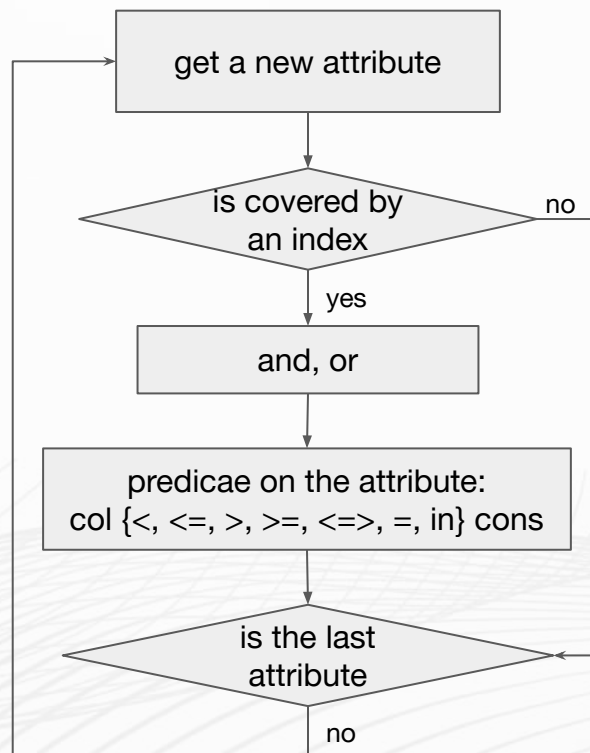 get a new attribute
is covered by
an index
no
yes
and, or
predicae on the attribute:
col {<, <=, >, >=, <=>, =, in} cons
is the last
attribute
no